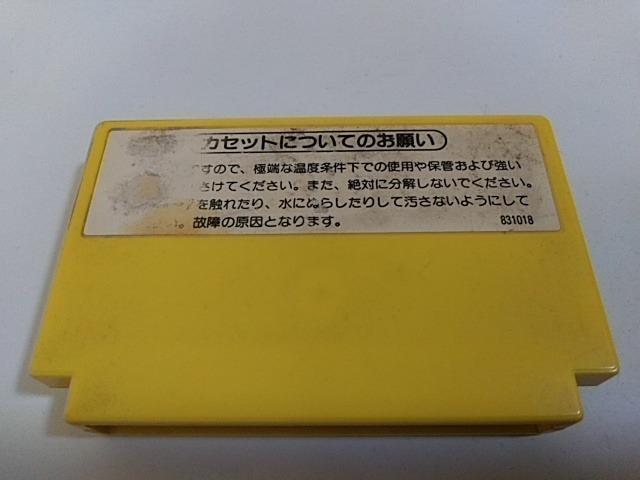 カセットについてのお願い
すので、極端な温度条件下での使用や保管および強い
さけてください。また、絶対に分解しないでください。
を触れたり、水にぬらしたりして汚さないようにして
。故障の原因となります。
831018